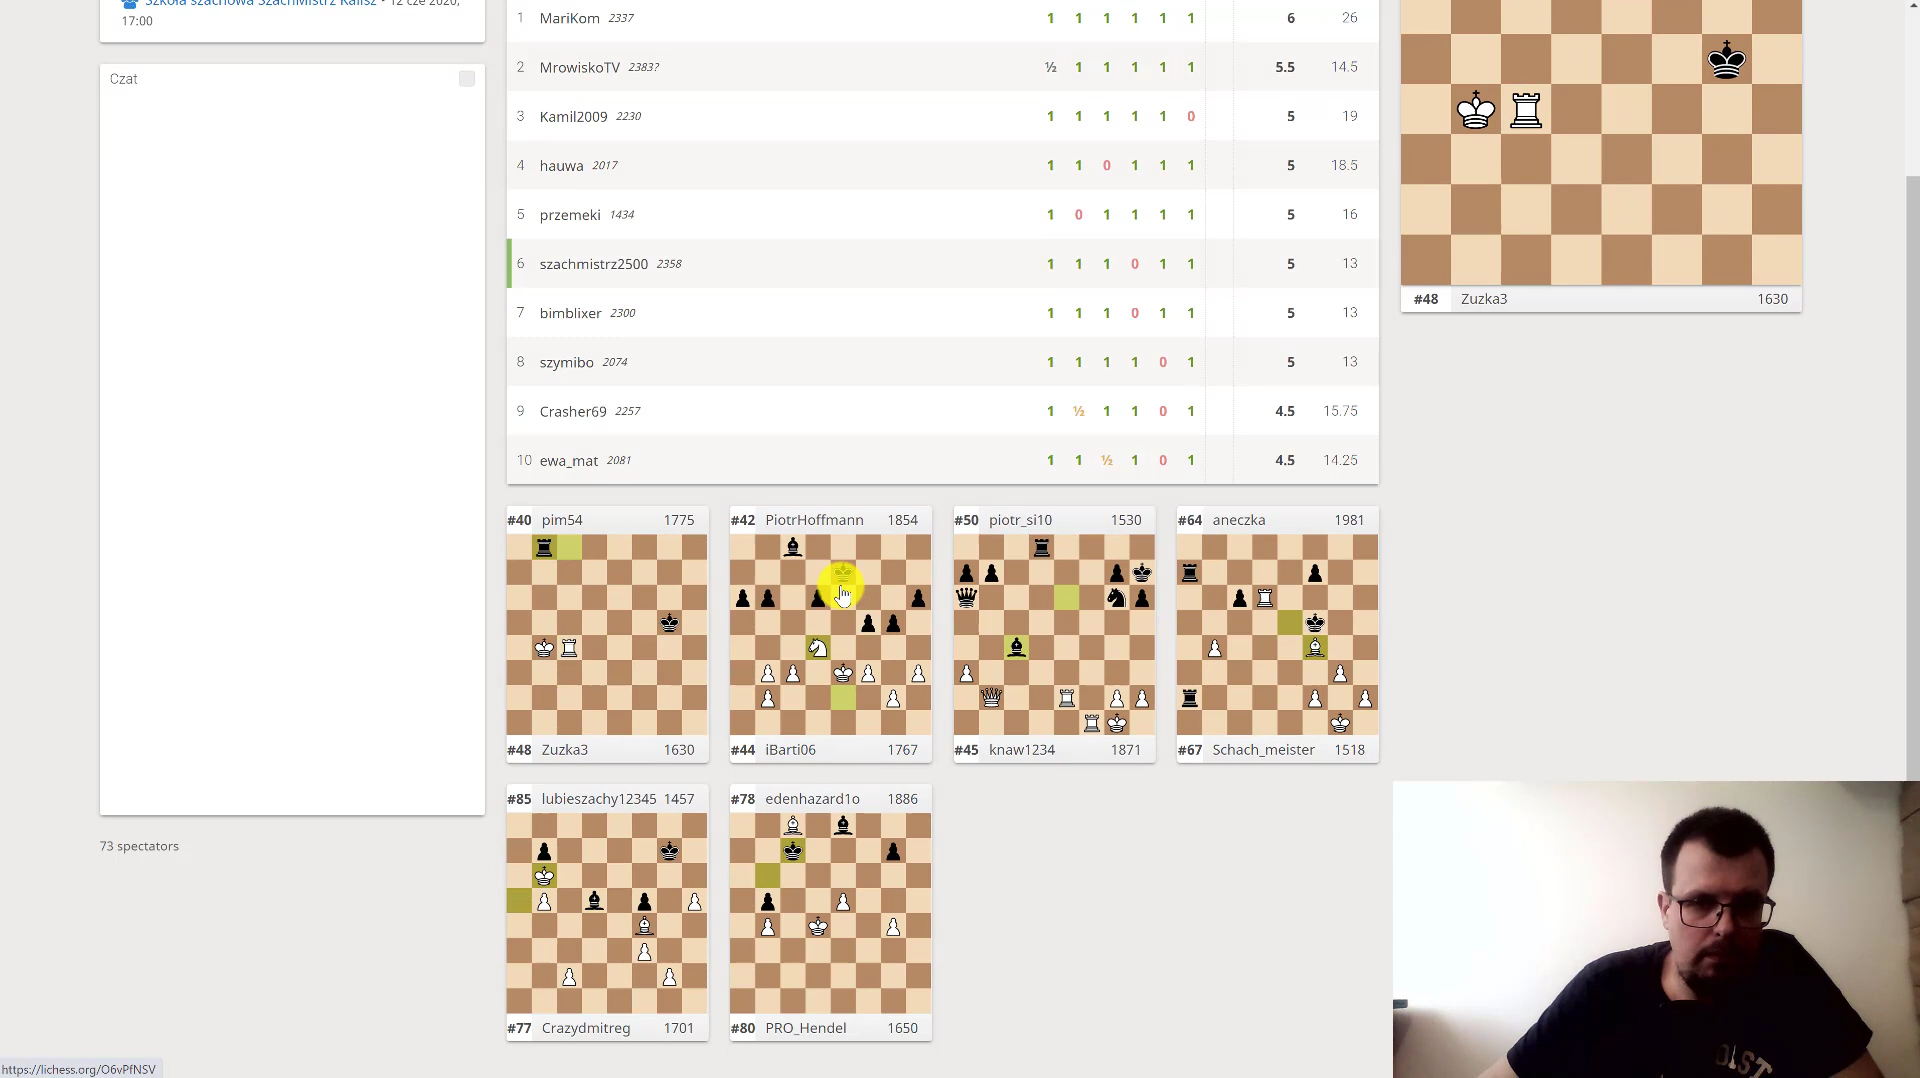 Szkoła szachowa SzachMistrz Kalisz • 12 cze 2020,
17:00
Czat
73 spectators
1 MariKom 2337 1 1 1 1 1 1 6 26
2 MrowiskoTV 2383? ½ 1 1 1 1 1 5.5 14.5
3 Kamil2009 2230 1 1 1 1 1 0 5 19
4 hauwa 2017 1 1 0 1 1 1 5 18.5
5 przemeki 1434 1 0 1 1 1 1 5 16
6 szachmistrz2500 2358 1 1 1 0 1 1 5 13
7 bimblixer 2300 1 1 1 0 1 1 5 13
8 szymibo 2074 1 1 1 1 0 1 5 13
9 Crasher69 2257 1 ½ 1 1 0 1 4.5 15.75
10 ewa_mat 2081 1 1 ½ 1 0 1 4.5 14.25
#48 Zuzka3 1630
#40 pim54 1775
#42 PiotrHoffmann 1854
#50 piotr_si10 1530
#64 aneczka 1981
#48 Zuzka3 1630
#44 iBarti06 1767
#45 knaw1234 1871
#67 Schach_meister 1518
#85 lubieszachy12345 1457
#78 edenhazard1o 1886
#77 Crazydmitreg 1701
#80 PRO_Hendel 1650
https://lichess.org/O6vPfNSV